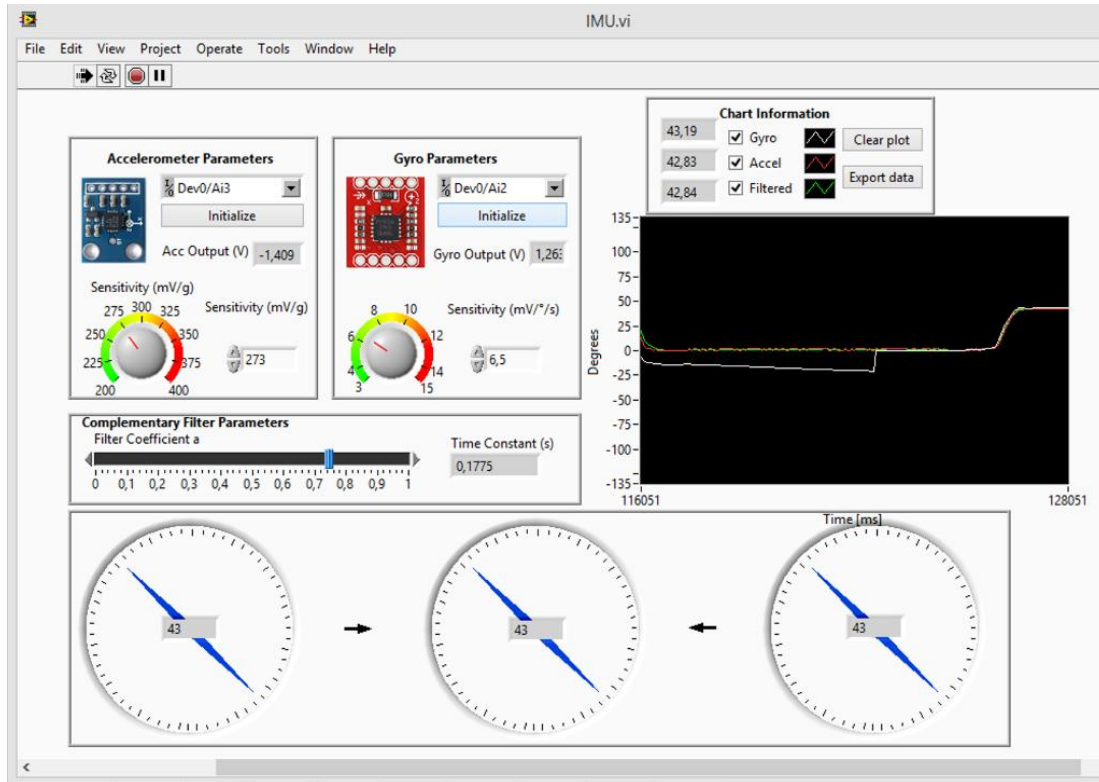 IMU.vi
File Edit View Project Operate Tools Window Help
Accelerometer Parameters
Dev0/Ai3
Initialize
Acc Output (V) -1,409
Sensitivity (mV/g)
Sensitivity (mV/g)
200 225 250 275 300 325 350 375 400
273
Gyro Parameters
Dev0/Ai2
Initialize
Gyro Output (V) 1,263
Sensitivity (mV/°/s)
3 4 6 8 10 12 14 15
6,5
Complementary Filter Parameters
Filter Coefficient a
0 0,1 0,2 0,3 0,4 0,5 0,6 0,7 0,8 0,9 1
Time Constant (s)
0,1775
Chart Information
43,19 Gyro Clear plot
42,83 Accel
42,84 Filtered Export data
Degrees
135
100
75
50
25
0
-25
-50
-75
-100
-135
116051 128051
Time [ms]
43 43 43